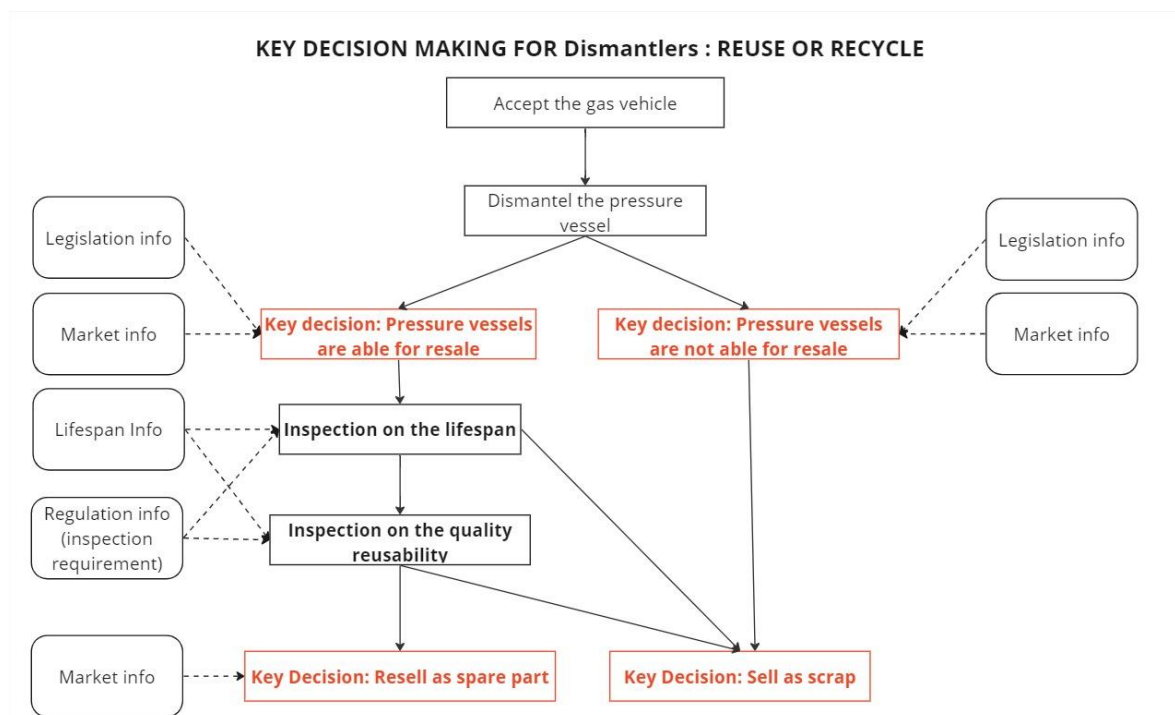 KEY DECISION MAKING FOR Dismantlers : REUSE OR RECYCLE
Accept the gas vehicle
Dismantel the pressure
vessel
Legislation info
Legislation info
Market info
Market info
Key decision: Pressure vessels
are able for resale
Key decision: Pressure vessels
are not able for resale
Lifespan Info
Inspection on the lifespan
Regulation info
(inspection
requirement)
Inspection on the quality
reusability
Market info
Key Decision: Resell as spare part
Key Decision: Sell as scrap